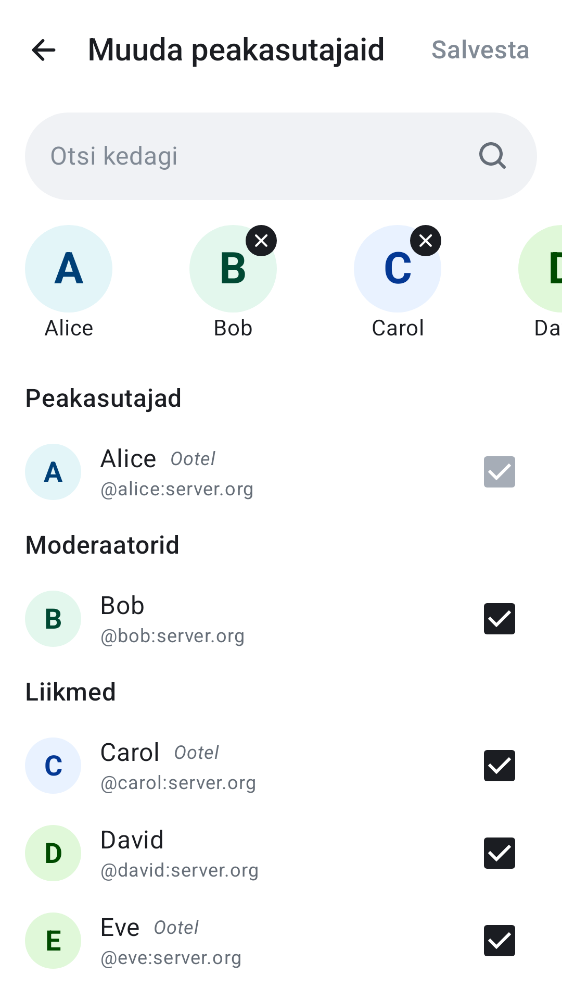 Muuda peakasutajaid Salvesta
Otsi kedagi
A B C D
Alice Bob Carol Da
Peakasutajad
A Alice Ootel
@alice:server.org
Moderaatorid
B Bob
@bob:server.org
Liikmed
C Carol Ootel
@carol:server.org
D David
@david:server.org
E Eve Ootel
@eve:server.org